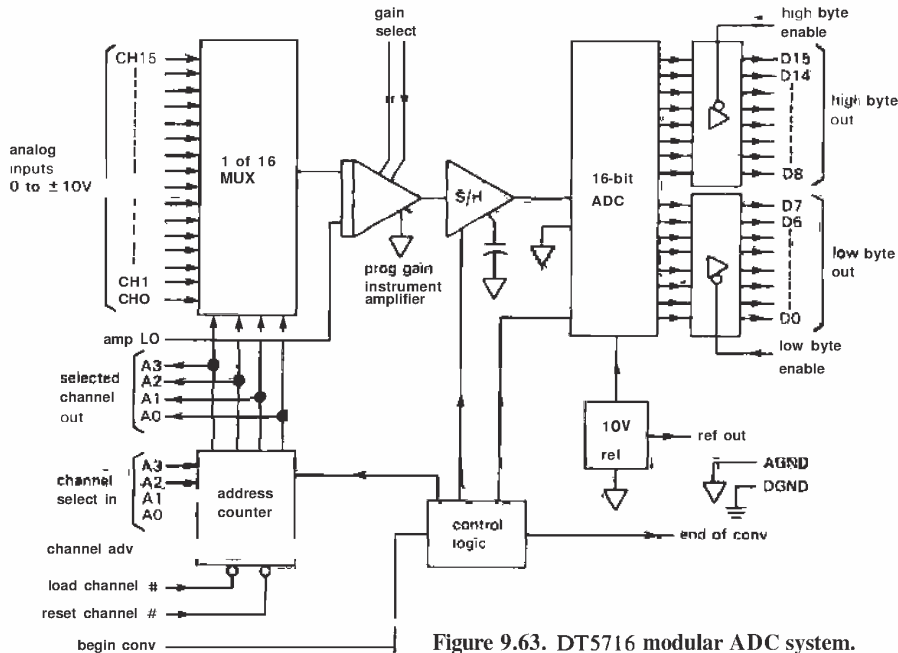 gain
select
high byte
enable
CH15
CH1
CH0
analog
inputs
0 to ±10V
1 of 16
MUX
S/H
prog gain
instrument
amplifier
16-bit
ADC
D15
D14
D8
high byte
out
D7
D6
D0
low byte
out
low byte
enable
amp LO
selected
channel
out
A3
A2
A1
A0
channel
select in
A3
A2
A1
A0
address
counter
channel adv
load channel #
reset channel #
begin conv
control
logic
end of conv
10V
rel
ref out
AGND
DGND
Figure 9.63. DT5716 modular ADC system.